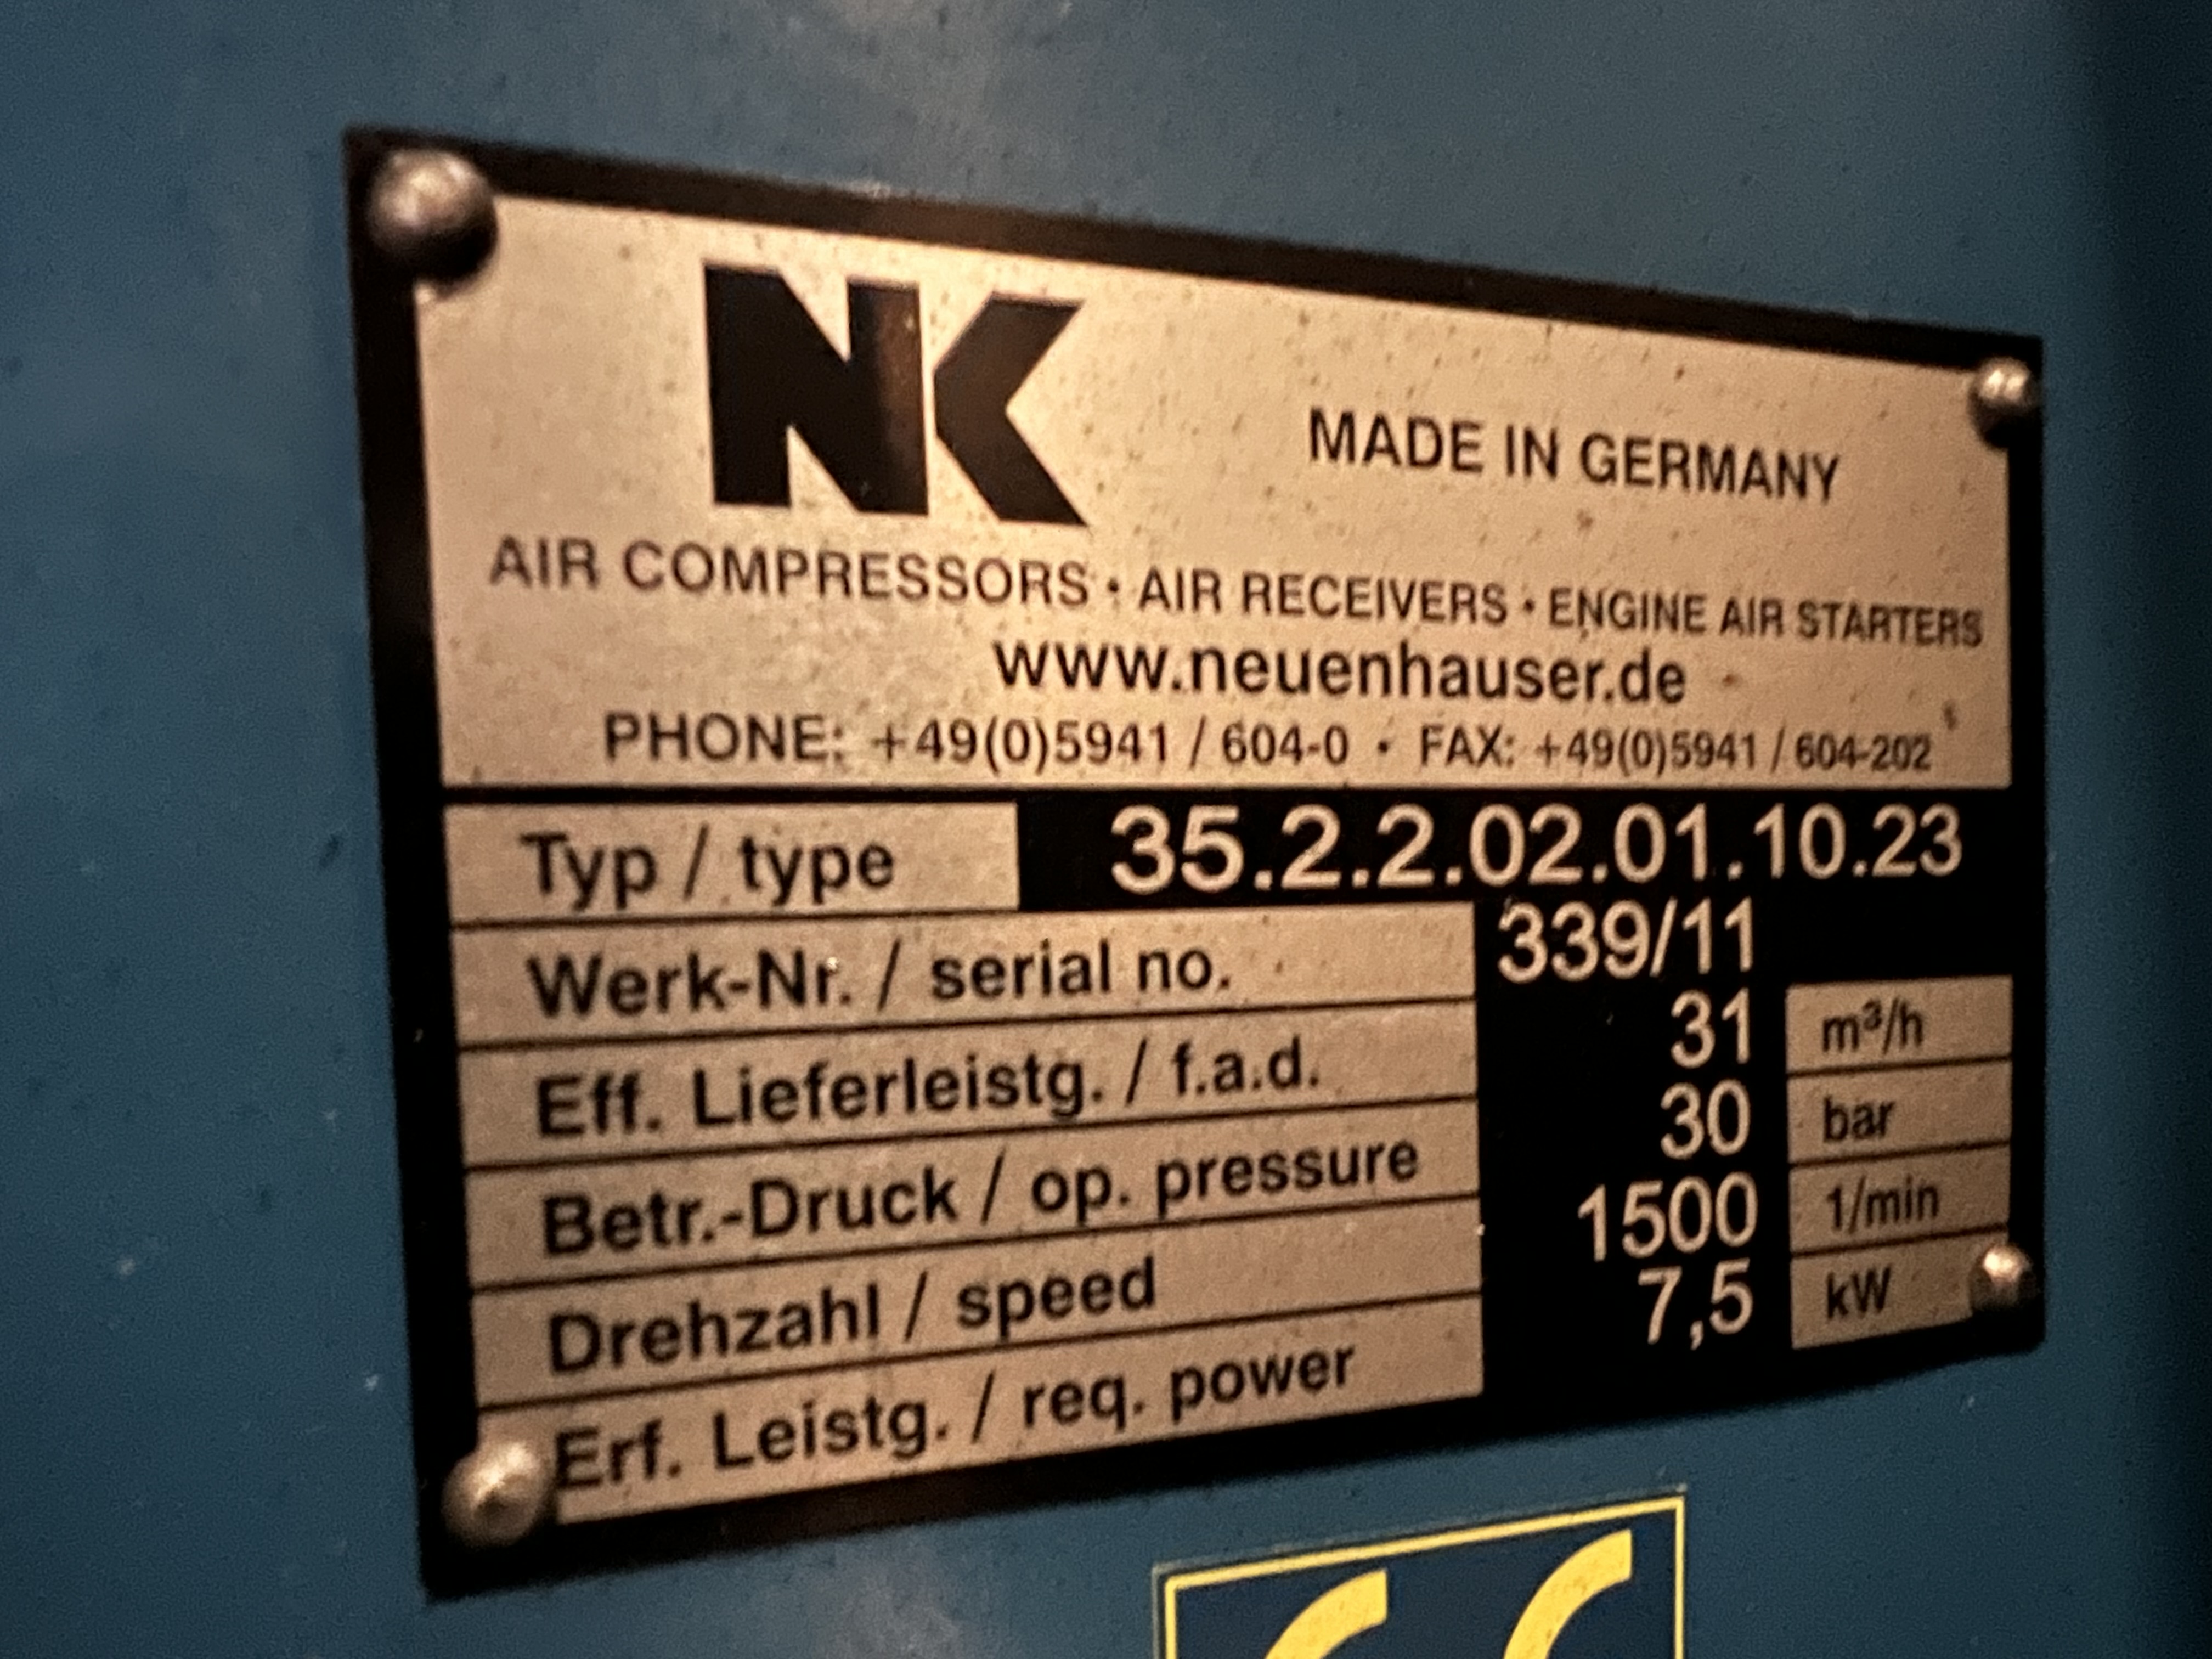 NK
MADE IN GERMANY
AIR COMPRESSORS · AIR RECEIVERS · ENGINE AIR STARTERS
www.neuenhauser.de
PHONE: +49(0)5941 / 604-0 · FAX: +49(0)5941 / 604-202
Typ / type 35.2.2.02.01.10.23
Werk-Nr. / serial no. 339/11
Eff. Lieferleistg. / f.a.d. 31 m³/h
Betr.-Druck / op. pressure 30 bar
Drehzahl / speed 1500 1/min
Erf. Leistg. / req. power 7,5 kW
CE